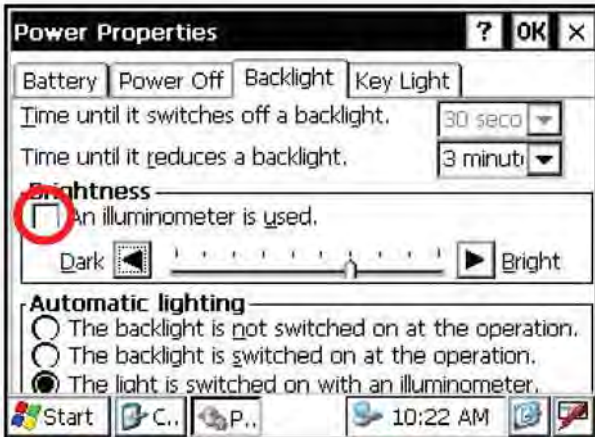 Power Properties ? OK ×
Battery Power Off Backlight Key Light
Time until it switches off a backlight. 30 seco
Time until it reduces a backlight. 3 minut
Brightness
An illuminometer is used.
Dark Bright
Automatic lighting
The backlight is not switched on at the operation.
The backlight is switched on at the operation.
The light is switched on with an illuminometer.
Start C.. P.. 10:22 AM